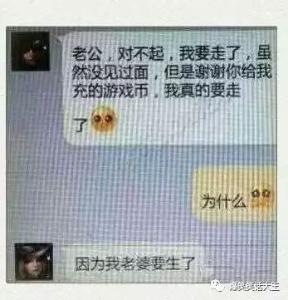 老公，对不起，我要走了，虽
然没见过面，但是谢谢你给我
充的游戏币，我真的要走
了
为什么
因为我老婆要生了